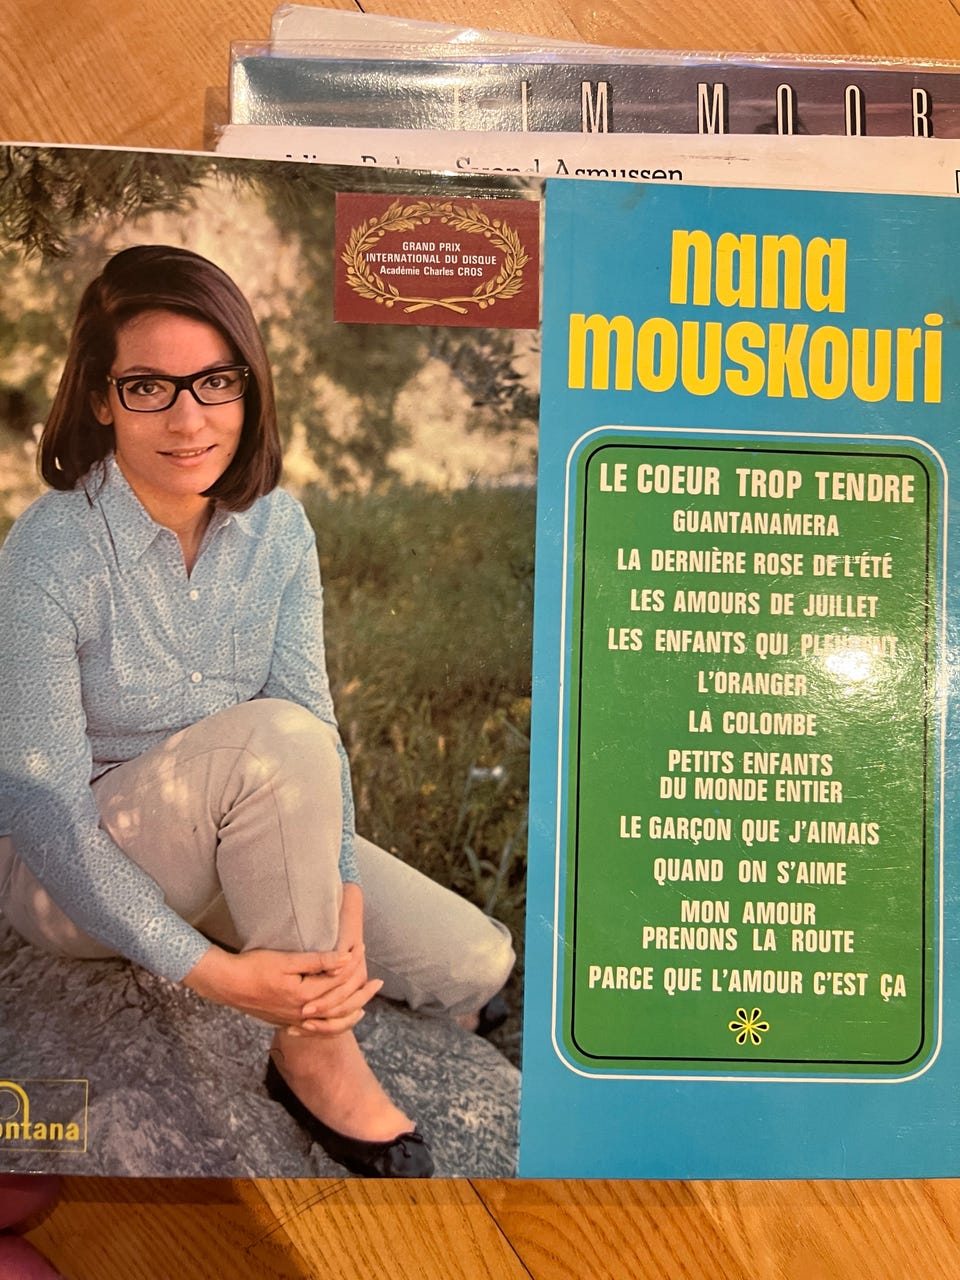 M MOOR
Asmussen
GRAND PRIX
INTERNATIONAL DU DISQUE
Académie Charles CROS
nana
mouskouri
LE COEUR TROP TENDRE
GUANTANAMERA
LA DERNIÈRE ROSE DE L'ÉTÉ
LES AMOURS DE JUILLET
LES ENFANTS QUI PLEURENT
L'ORANGER
LA COLOMBE
PETITS ENFANTS
DU MONDE ENTIER
LE GARÇON QUE J'AIMAIS
QUAND ON S'AIME
MON AMOUR
PRENONS LA ROUTE
PARCE QUE L'AMOUR C'EST ÇA
ontana